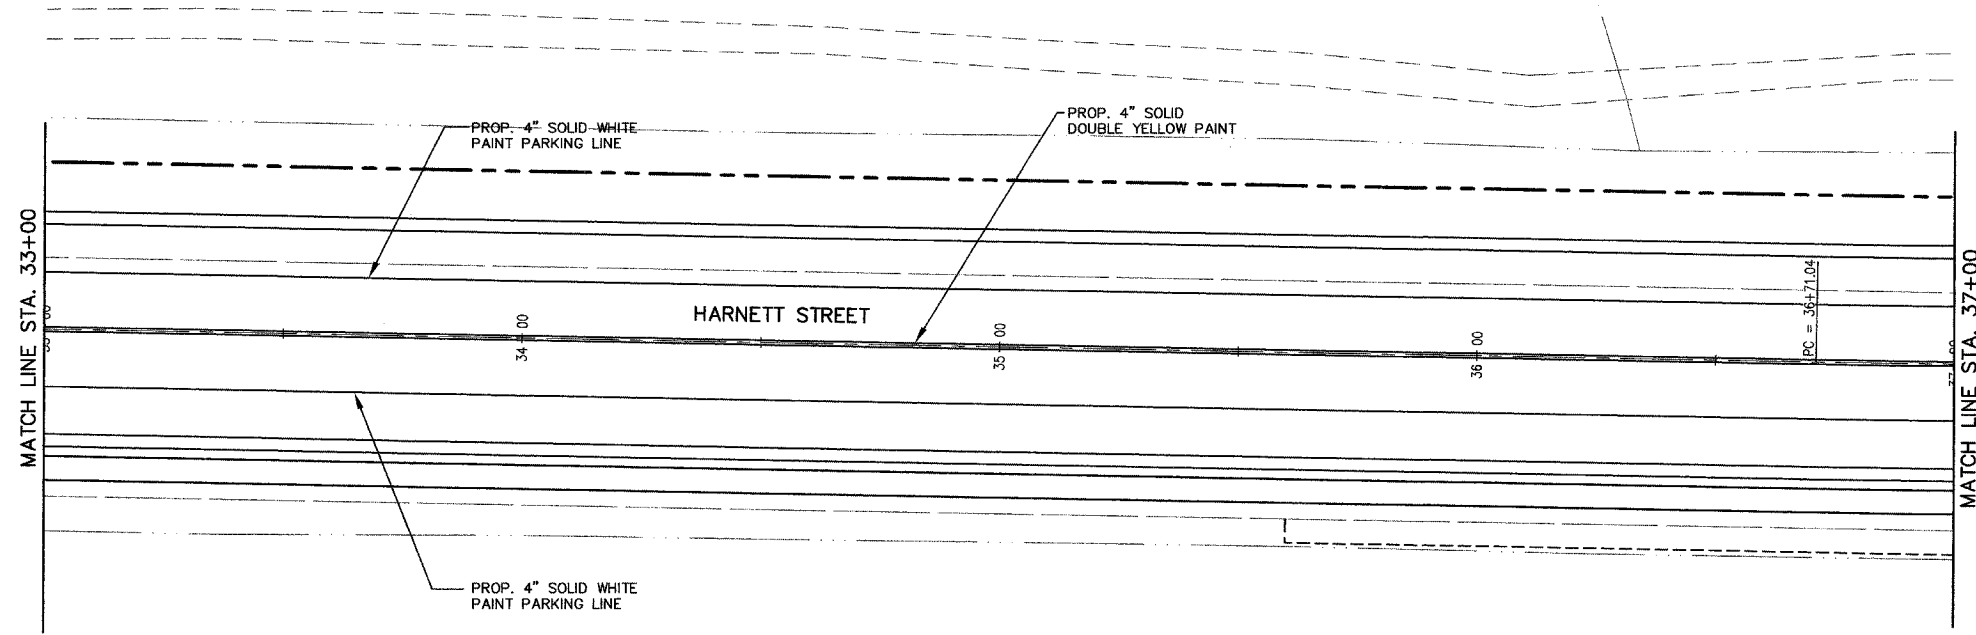 PROP. 4" SOLID WHITE
PAINT PARKING LINE
PROP. 4" SOLID
DOUBLE YELLOW PAINT
MATCH LINE STA. 33+00
HARNETT STREET
34+00
35+00
36+00
PC = 36+71.04
MATCH LINE STA. 37+00
PROP. 4" SOLID WHITE
PAINT PARKING LINE